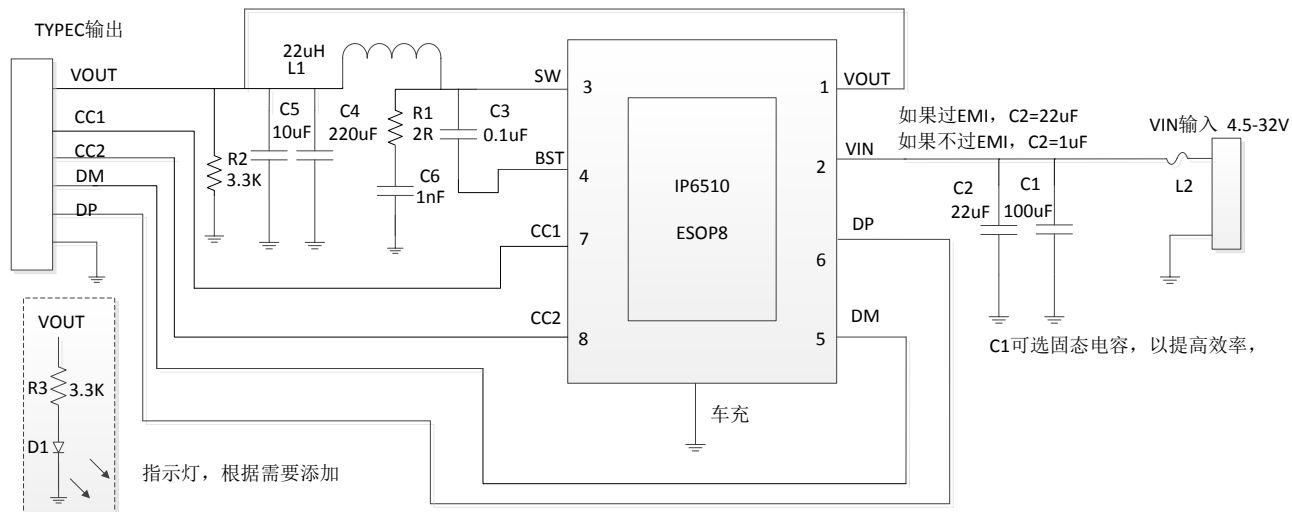 TYPEC输出
VOUT
CC1
CC2
DM
DP
22uH
L1
C5
10uF
C4
220uF
R2
3.3K
R1
2R
C6
1nF
C3
0.1uF
SW
3
BST
4
CC1
7
CC2
8
IP6510
ESOP8
1
VOUT
2
VIN
DP
6
DM
5
如果过EMI，C2=22uF
如果不过EMI，C2=1uF
VIN输入 4.5-32V
C2
22uF
C1
100uF
L2
C1可选固态电容，以提高效率，
车充
VOUT
R3
3.3K
D1
指示灯，根据需要添加